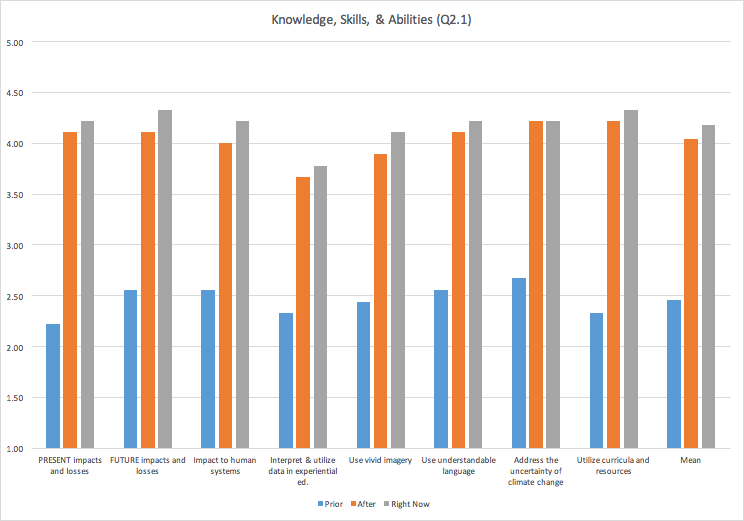 Knowledge, Skills, & Abilities (Q2.1)
5.00
4.50
4.00
3.50
3.00
2.50
2.00
1.50
1.00
PRESENT impacts
and losses
FUTURE impacts and
losses
Impact to human
systems
Interpret & utilize
data in experiential
ed.
Use vivid imagery
Use understandable
language
Address the
uncertainty of
climate change
Utilize curricula and
resources
Mean
Prior
After
Right Now